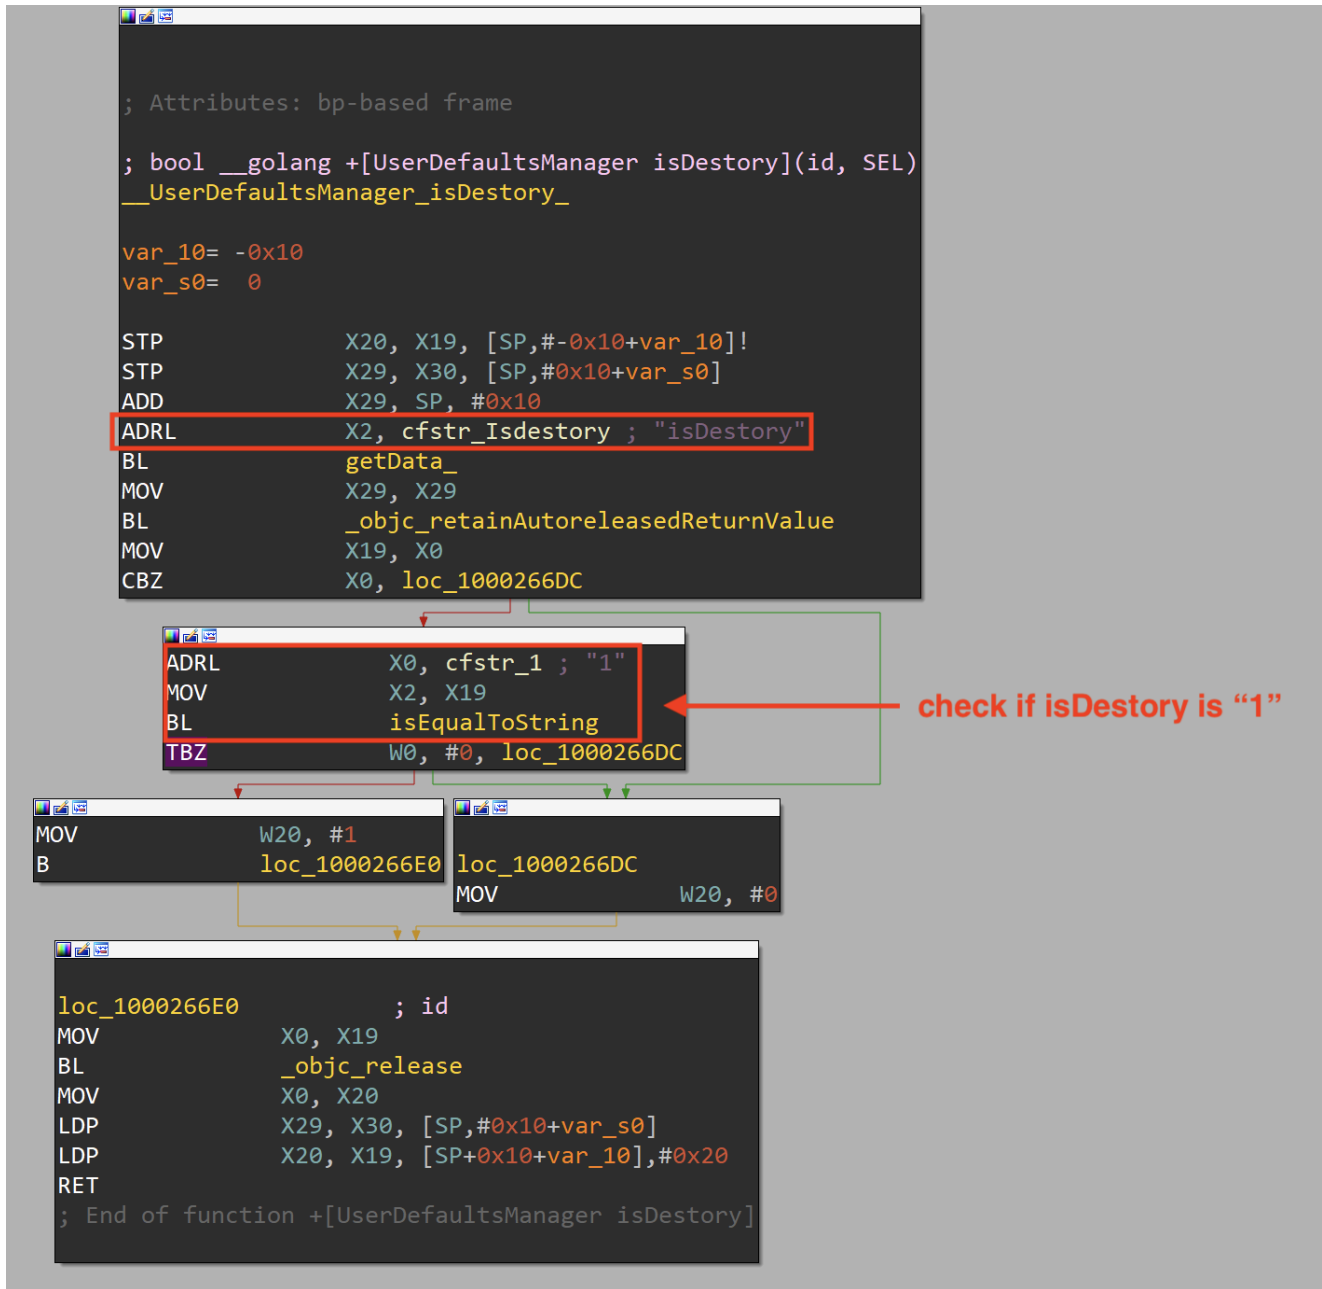 ; Attributes: bp-based frame
; bool __golang +[UserDefaultsManager isDestory](id, SEL)
__UserDefaultsManager_isDestory_
var_10= -0x10
var_s0= 0
STP X20, X19, [SP,#-0x10+var_10]!
STP X29, X30, [SP,#0x10+var_s0]
ADD X29, SP, #0x10
ADRL X2, cfstr_Isdestory ; "isDestory"
BL getData_
MOV X29, X29
BL _objc_retainAutoreleasedReturnValue
MOV X19, X0
CBZ X0, loc_1000266DC
ADRL X0, cfstr_1 ; "1"
MOV X2, X19
BL isEqualToString
TBZ W0, #0, loc_1000266DC
check if isDestory is “1”
MOV W20, #1
B loc_1000266E0
loc_1000266DC
MOV W20, #0
loc_1000266E0 ; id
MOV X0, X19
BL _objc_release
MOV X0, X20
LDP X29, X30, [SP,#0x10+var_s0]
LDP X20, X19, [SP+0x10+var_10],#0x20
RET
; End of function +[UserDefaultsManager isDestory]